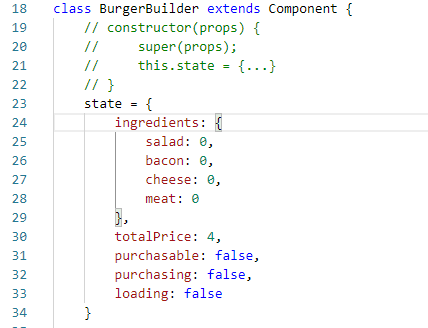 18 class BurgerBuilder extends Component {
19     // constructor(props) {
20     //     super(props);
21     //     this.state = {...}
22     // }
23     state = {
24         ingredients: {
25             salad: 0,
26             bacon: 0,
27             cheese: 0,
28             meat: 0
29         },
30         totalPrice: 4,
31         purchasable: false,
32         purchasing: false,
33         loading: false
34     }